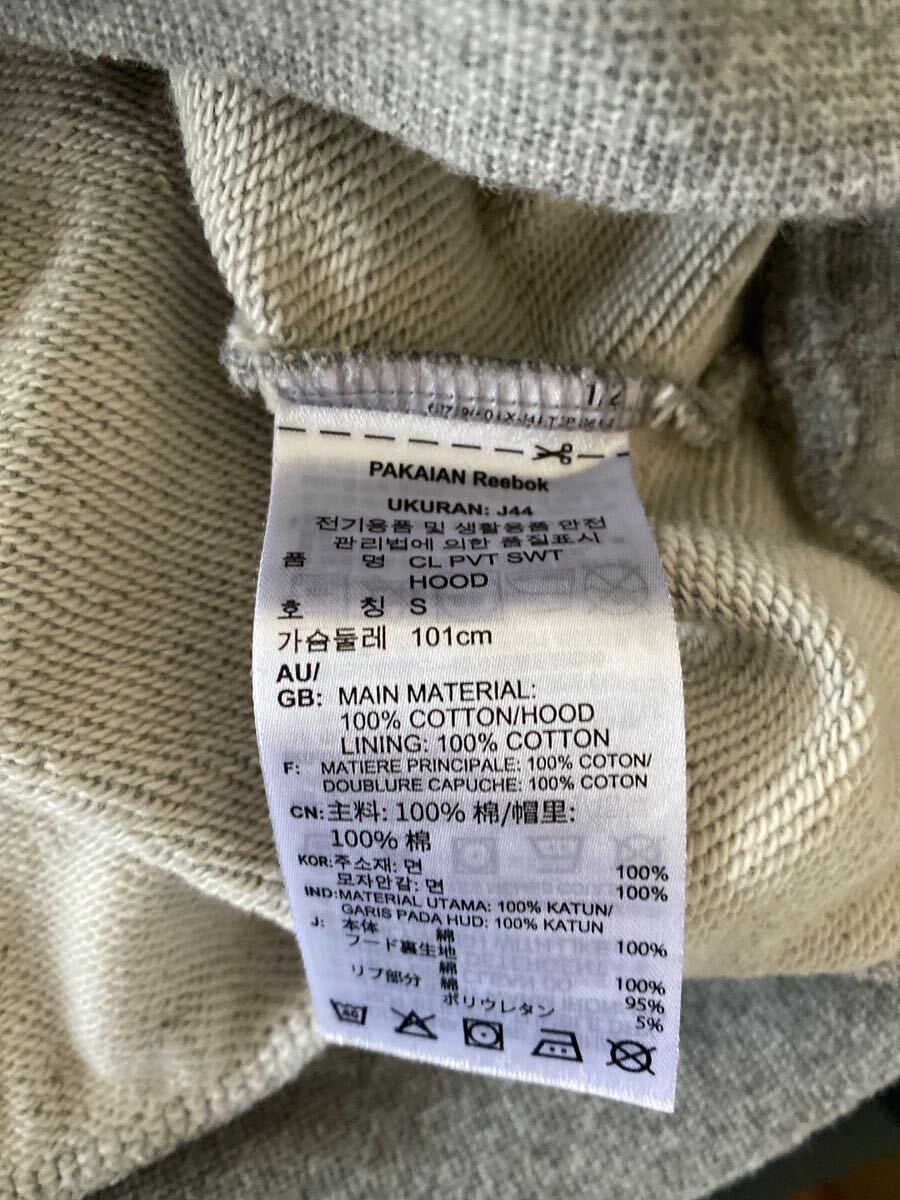 1/2
PAKAIAN Reebok
UKURAN: J44
전기용품 및 생활용품 안전
관리법에 의한 품질표시
품 명 CL PVT SWT
HOOD
호 칭 S
가슴둘레 101cm
AU/
GB: MAIN MATERIAL:
100% COTTON/HOOD
LINING: 100% COTTON
F: MATIERE PRINCIPALE: 100% COTON/
DOUBLURE CAPUCHE: 100% COTON
CN: 主料: 100% 棉/帽里:
100% 棉
KOR: 주소재: 면 100%
모자안감: 면 100%
IND: MATERIAL UTAMA: 100% KATUN/
GARIS PADA HUD: 100% KATUN
J: 本体 綿 100%
フード裏生地
綿 100%
リブ部分 綿 95%
ポリウレタン 5%